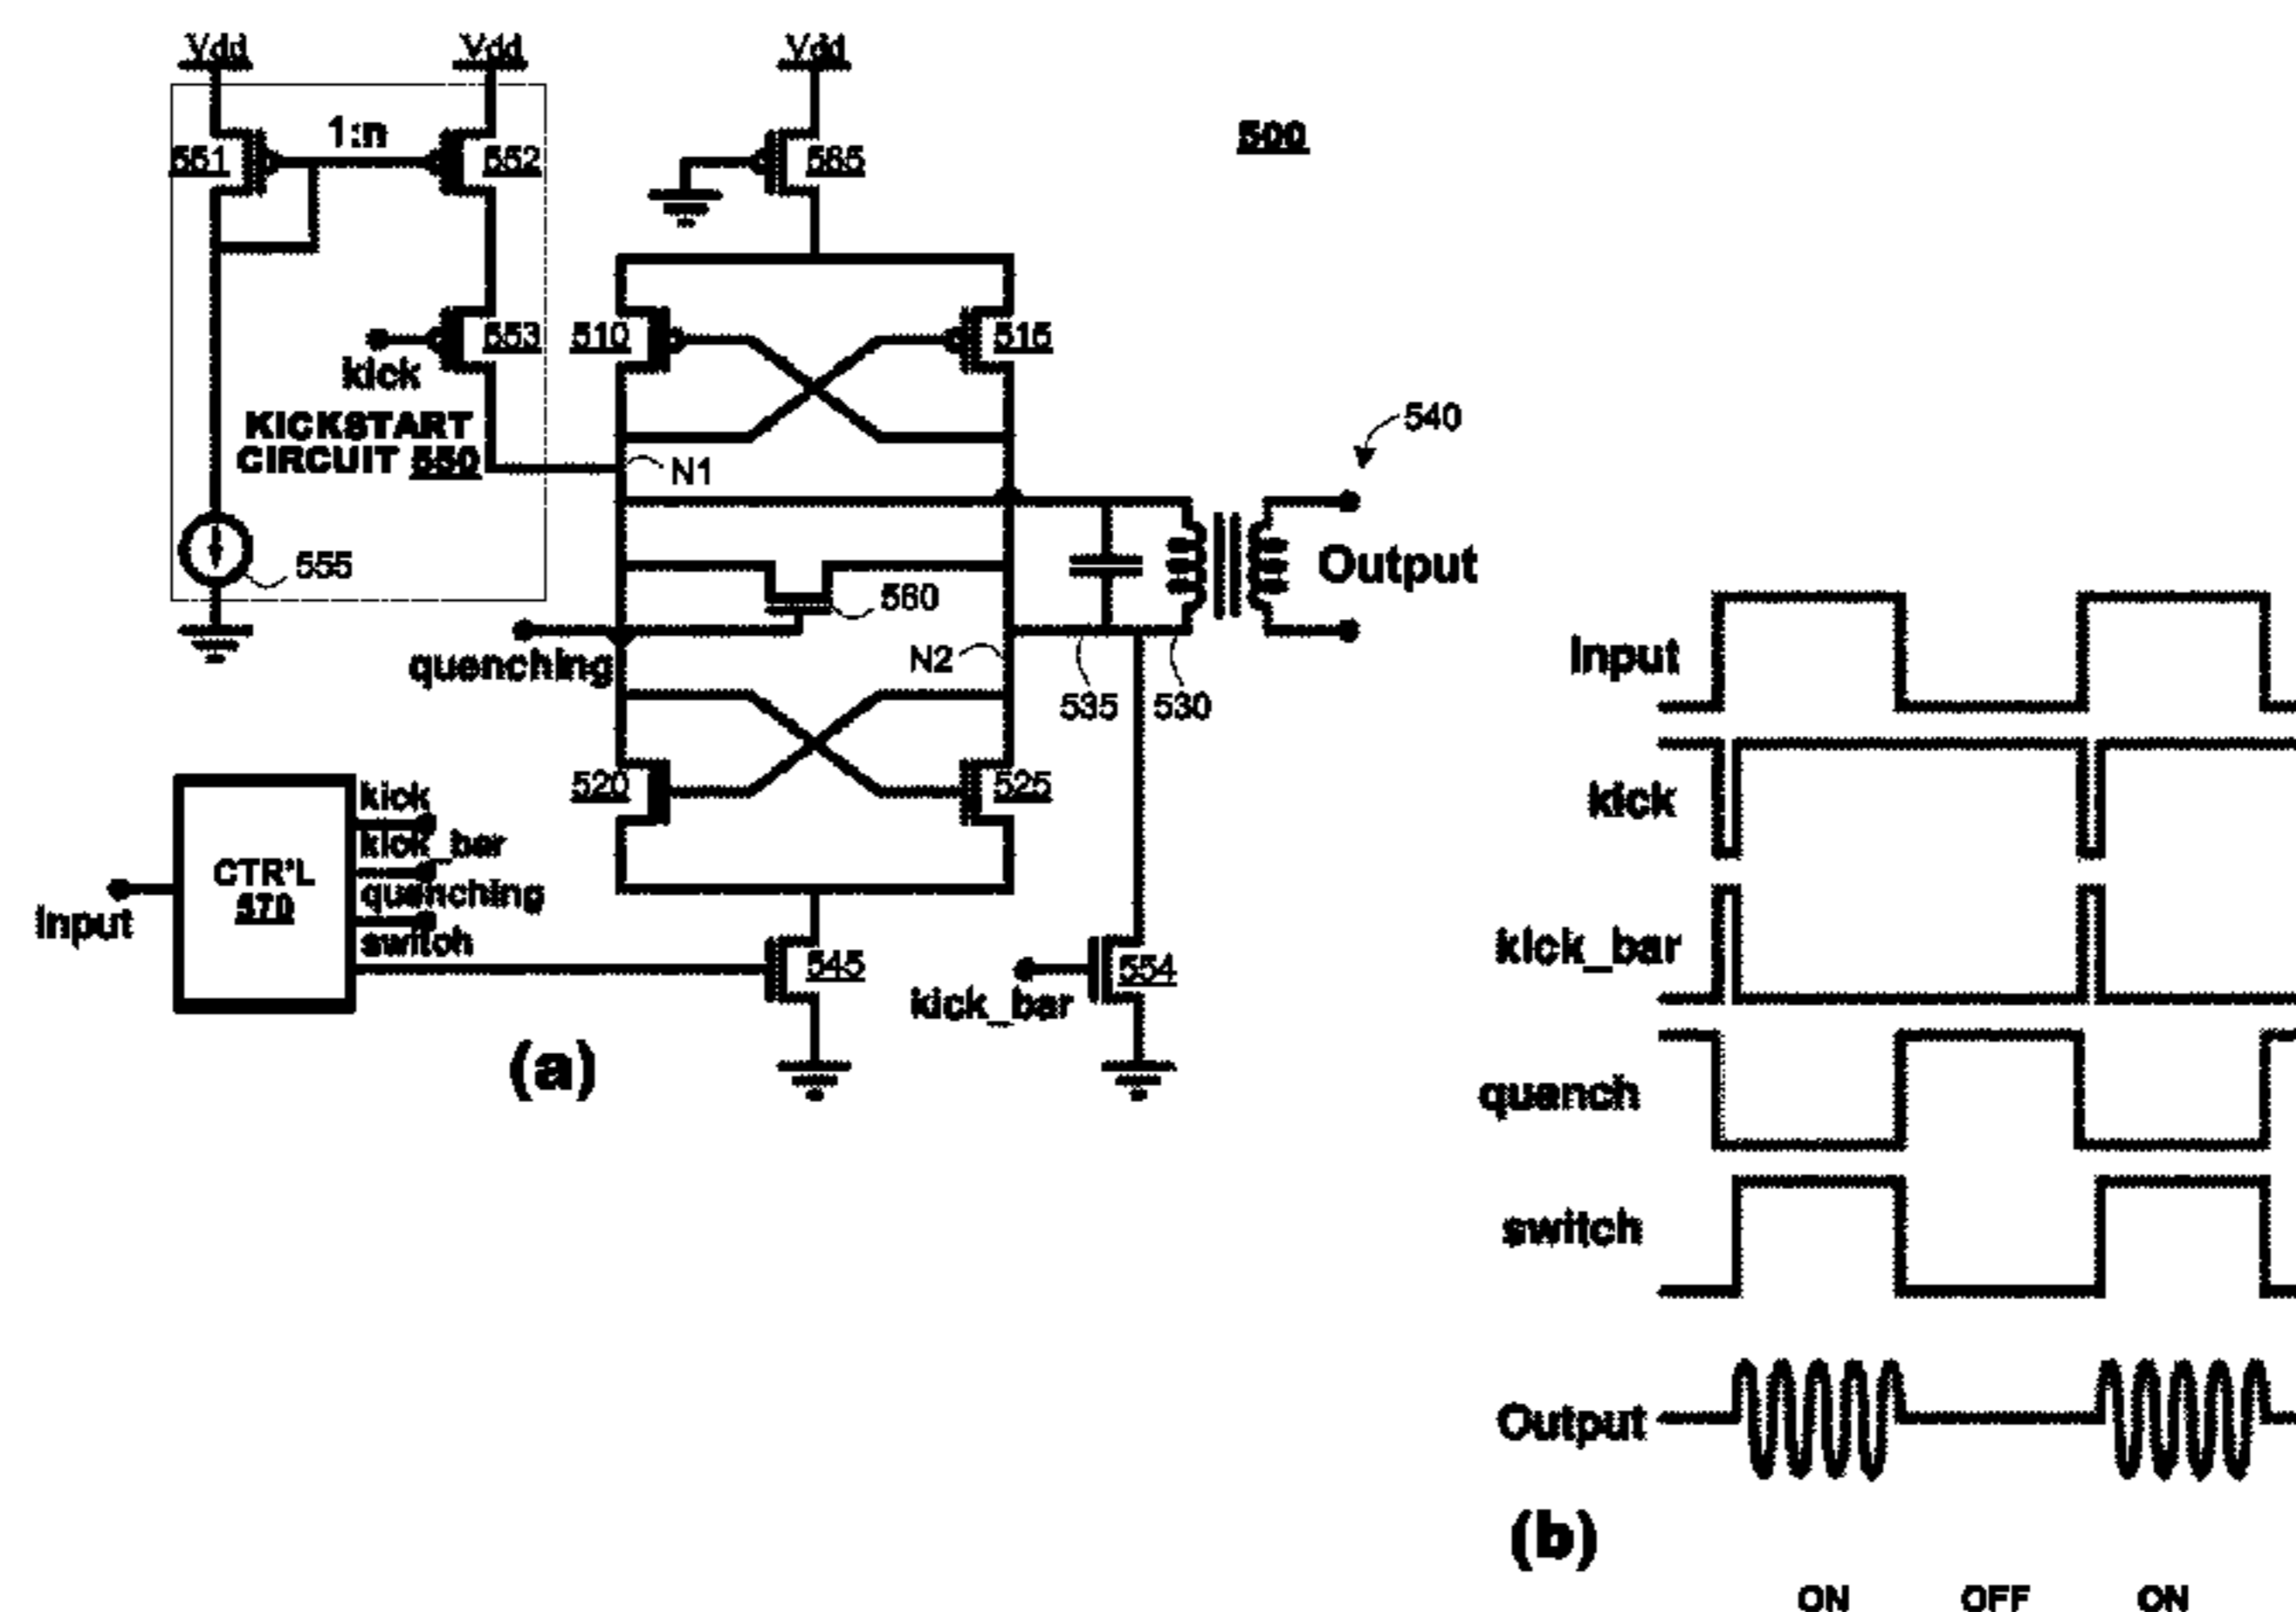 Vdd
Vdd
Vdd
500
551
1:n
552
565
kick
553
510
515
KICKSTART
CIRCUIT 550
N1
540
555
560
Output
quenching
N2
535
530
520
525
Input
CTR'L
570
kick
kick_bar
quenching
switch
545
kick_bar
554
(a)
Input
kick
kick_bar
quench
switch
Output
(b)
ON
OFF
ON